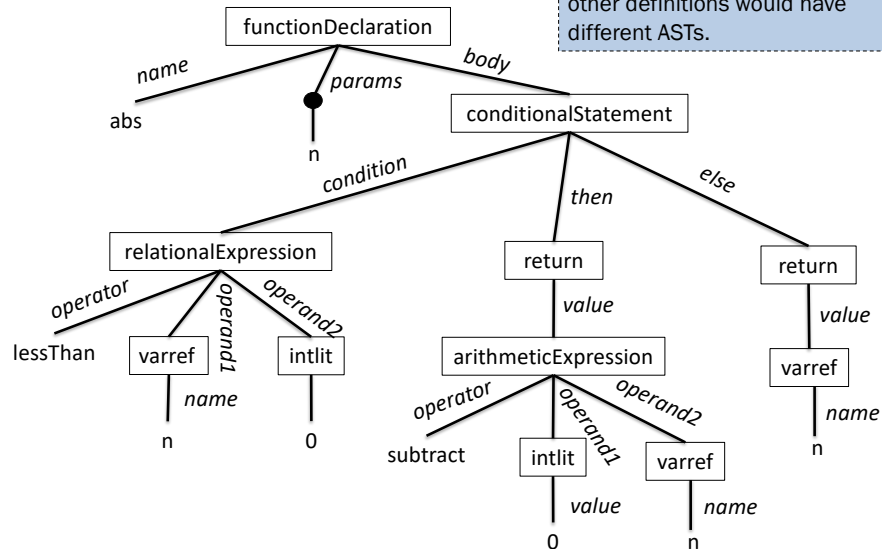 other definitions would have
different ASTs.
functionDeclaration
name
params
body
abs
n
conditionalStatement
condition
then
else
relationalExpression
return
return
operator
operand1
operand2
value
value
lessThan
varref
intlit
arithmeticExpression
varref
name
operator
operand1
operand2
name
n
0
subtract
intlit
varref
n
value
name
0
n